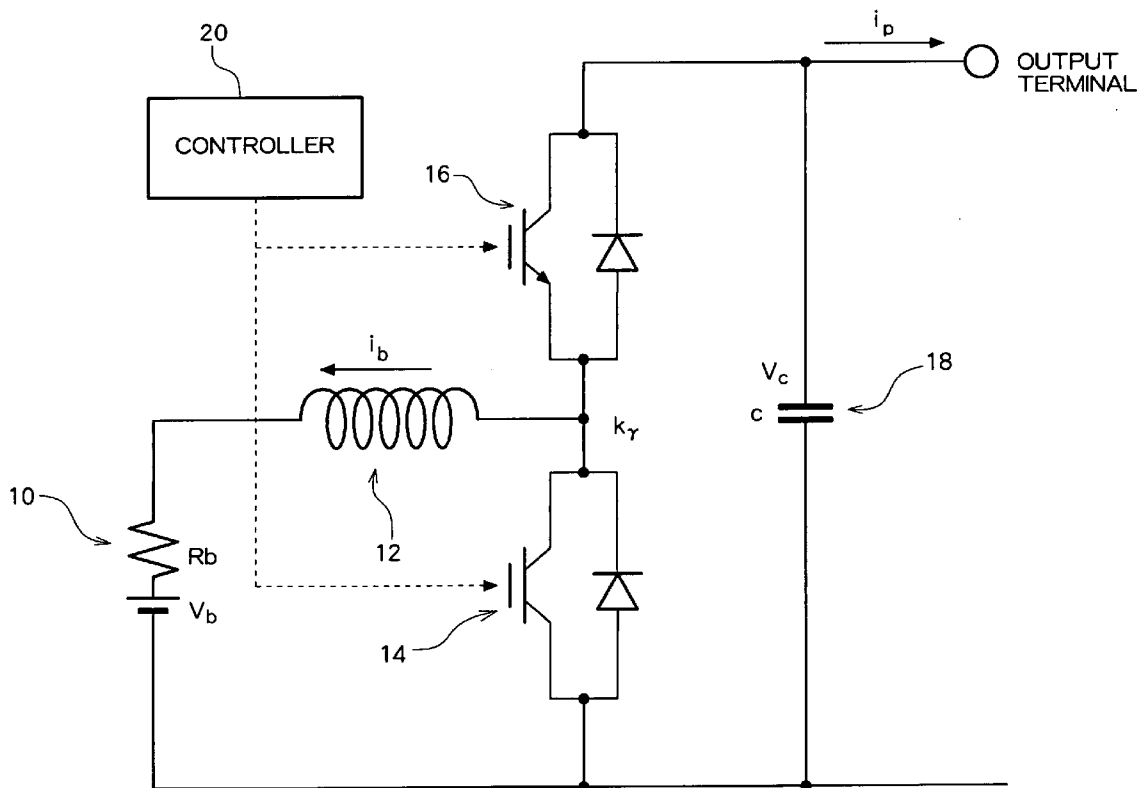 20
i_p
OUTPUT
TERMINAL
CONTROLLER
16
i_b
V_c
18
c
k_γ
10
12
Rb
V_b
14